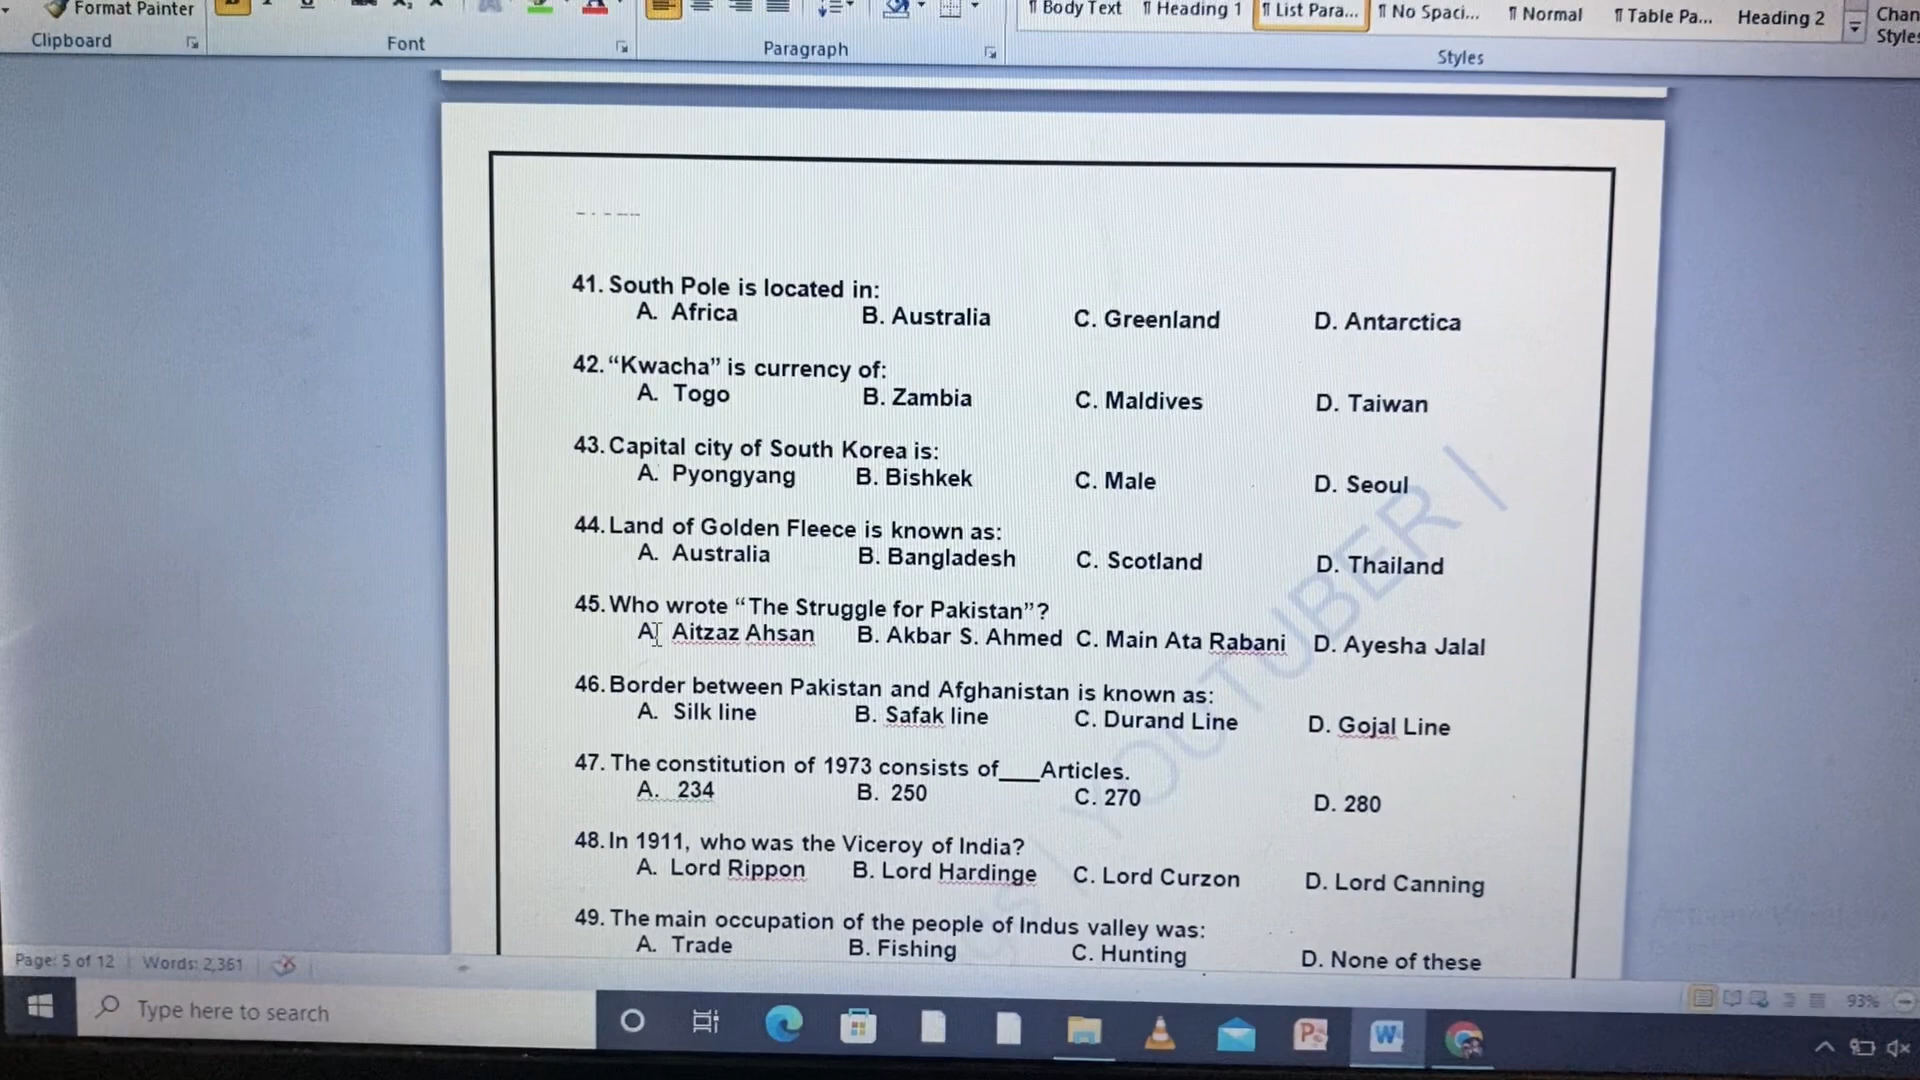 Format Painter
Body Text Heading 1 List Para... No Spaci... Normal Table Pa... Heading 2
Clipboard Font Paragraph Styles
41. South Pole is located in:
A. Africa B. Australia C. Greenland D. Antarctica
42. “Kwacha” is currency of:
A. Togo B. Zambia C. Maldives D. Taiwan
43. Capital city of South Korea is:
A. Pyongyang B. Bishkek C. Male D. Seoul
44. Land of Golden Fleece is known as:
A. Australia B. Bangladesh C. Scotland D. Thailand
45. Who wrote “The Struggle for Pakistan”?
A. Aitzaz Ahsan B. Akbar S. Ahmed C. Main Ata Rabani D. Ayesha Jalal
46. Border between Pakistan and Afghanistan is known as:
A. Silk line B. Safak line C. Durand Line D. Gojal Line
47. The constitution of 1973 consists of___Articles.
A. 234 B. 250 C. 270 D. 280
48. In 1911, who was the Viceroy of India?
A. Lord Rippon B. Lord Hardinge C. Lord Curzon D. Lord Canning
49. The main occupation of the people of Indus valley was:
A. Trade B. Fishing C. Hunting D. None of these
| YOUTUBER |
Page: 5 of 12 Words: 2,361 93%
Type here to search